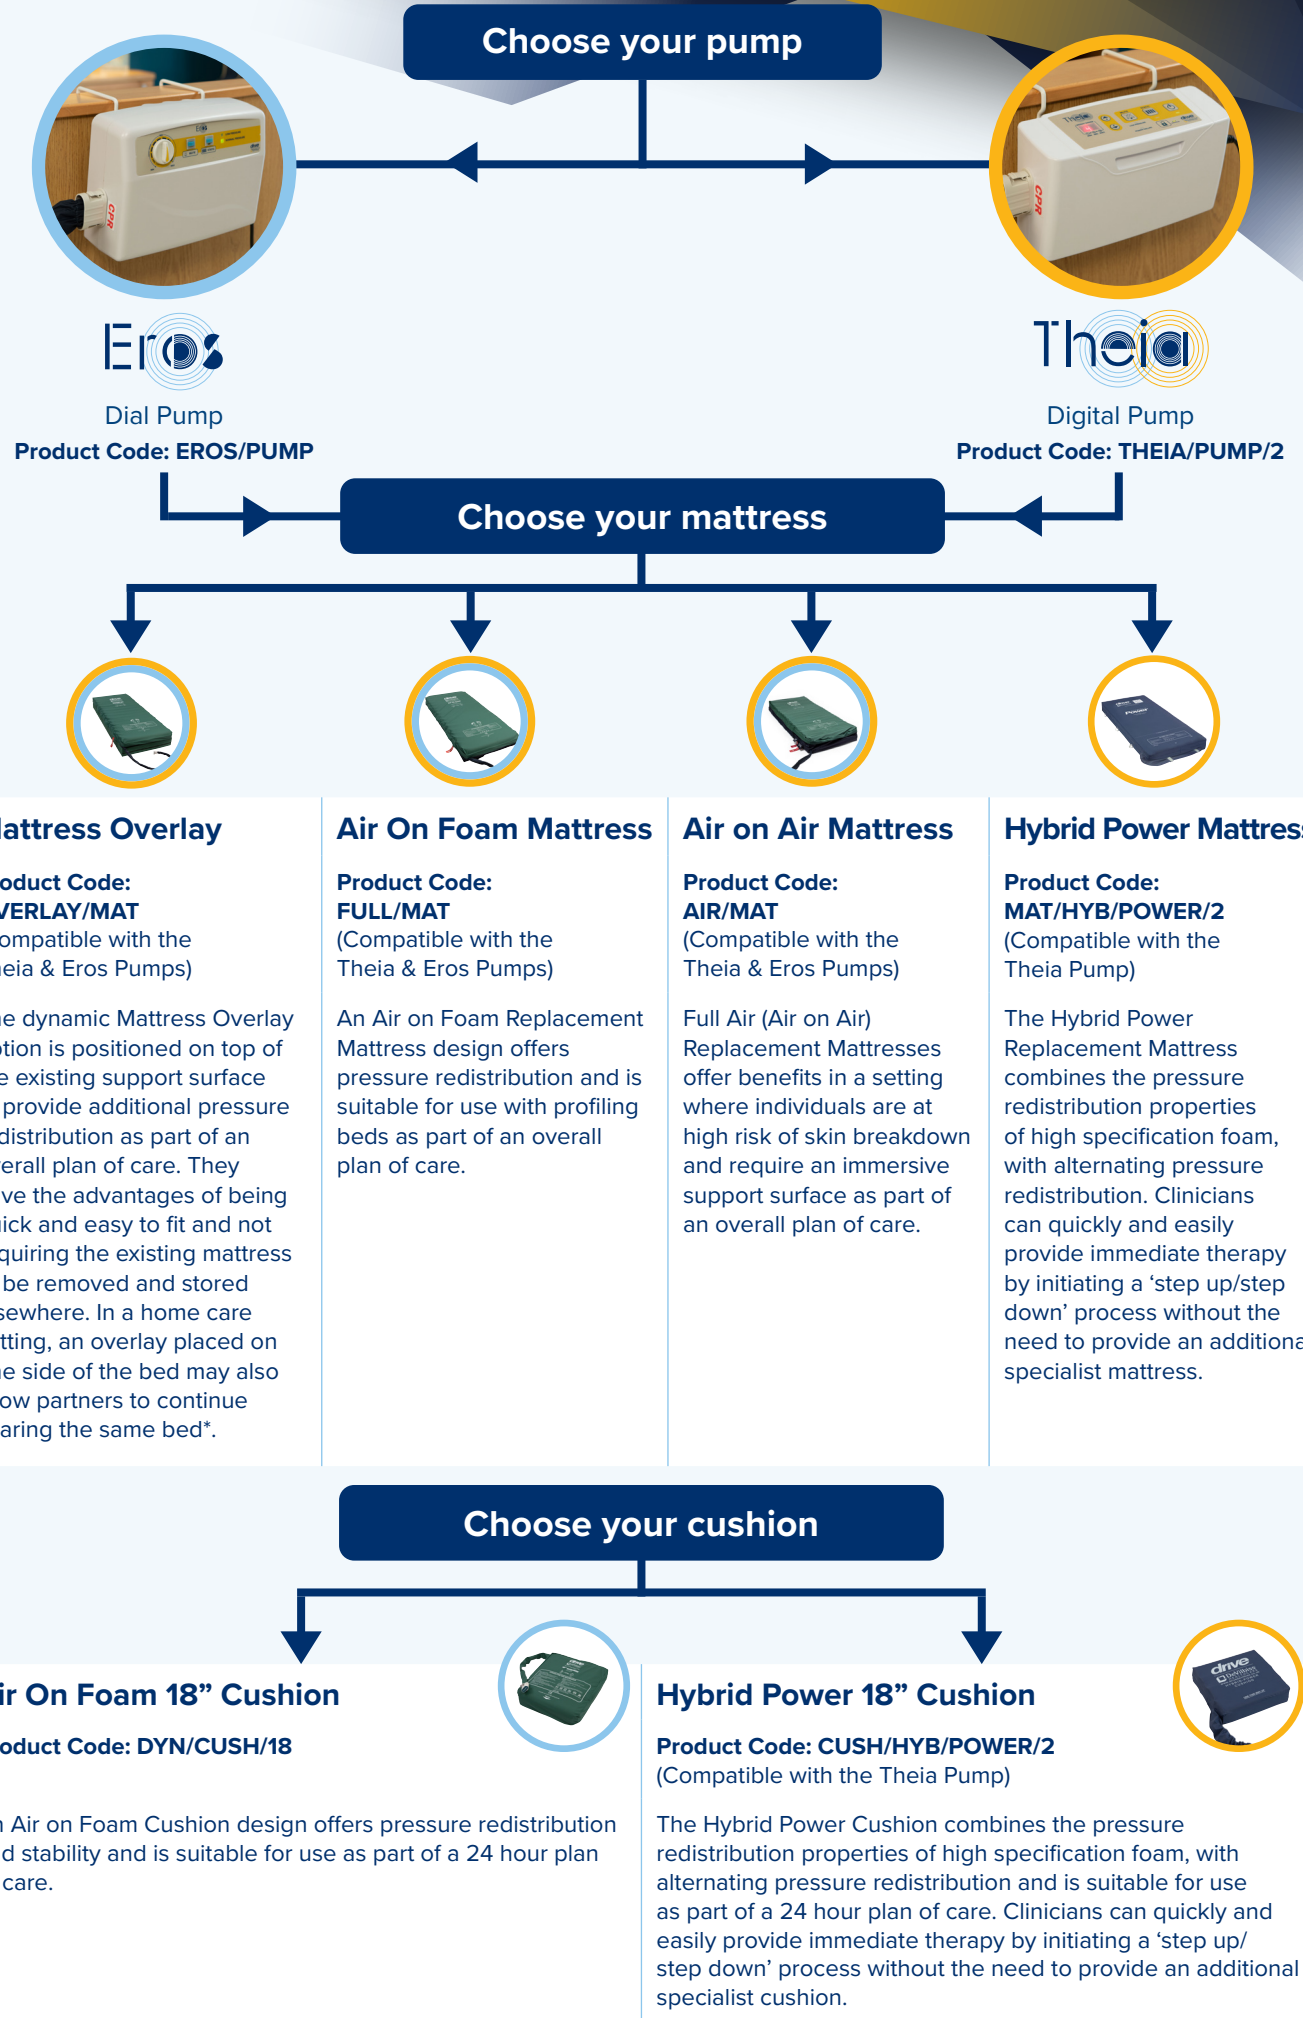 Choose your pump
CPR
CPR
Eros
Theia
Dial Pump
Digital Pump
Product Code: EROS/PUMP
Product Code: THEIA/PUMP/2
Choose your mattress
attress Overlay
oduct Code:
VERLAY/MAT
ompatible with the
eia & Eros Pumps)
e dynamic Mattress Overlay
tion is positioned on top of
e existing support surface
provide additional pressure
distribution as part of an
erall plan of care. They
ve the advantages of being
ick and easy to fit and not
quiring the existing mattress
be removed and stored
sewhere. In a home care
tting, an overlay placed on
e side of the bed may also
ow partners to continue
aring the same bed*.
Air On Foam Mattress
Product Code:
FULL/MAT
(Compatible with the
Theia & Eros Pumps)
An Air on Foam Replacement
Mattress design offers
pressure redistribution and is
suitable for use with profiling
beds as part of an overall
plan of care.
Air on Air Mattress
Product Code:
AIR/MAT
(Compatible with the
Theia & Eros Pumps)
Full Air (Air on Air)
Replacement Mattresses
offer benefits in a setting
where individuals are at
high risk of skin breakdown
and require an immersive
support surface as part of
an overall plan of care.
Hybrid Power Mattress
Product Code:
MAT/HYB/POWER/2
(Compatible with the
Theia Pump)
The Hybrid Power
Replacement Mattress
combines the pressure
redistribution properties
of high specification foam,
with alternating pressure
redistribution. Clinicians
can quickly and easily
provide immediate therapy
by initiating a ‘step up/step
down’ process without the
need to provide an additiona
specialist mattress.
Choose your cushion
ir On Foam 18” Cushion
oduct Code: DYN/CUSH/18
n Air on Foam Cushion design offers pressure redistribution
d stability and is suitable for use as part of a 24 hour plan
care.
drive
DeVilbiss
Hybrid Power 18” Cushion
Product Code: CUSH/HYB/POWER/2
(Compatible with the Theia Pump)
The Hybrid Power Cushion combines the pressure
redistribution properties of high specification foam, with
alternating pressure redistribution and is suitable for use
as part of a 24 hour plan of care. Clinicians can quickly and
easily provide immediate therapy by initiating a ‘step up/
step down’ process without the need to provide an additional
specialist cushion.